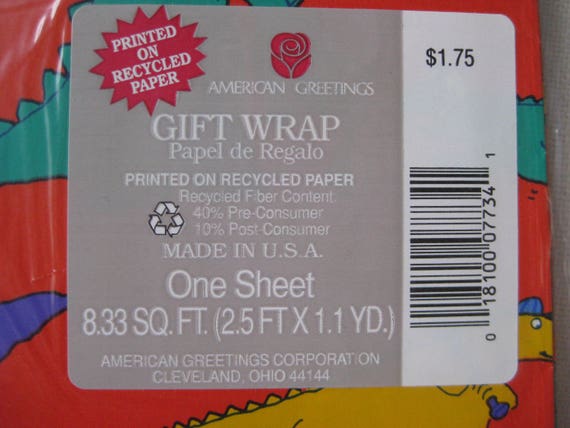 PRINTED
ON
RECYCLED
PAPER
AMERICAN GREETINGS
$1.75
GIFT WRAP
Papel de Regalo
PRINTED ON RECYCLED PAPER
Recycled Fiber Content
40% Pre-Consumer
10% Post-Consumer
MADE IN U.S.A.
One Sheet
8.33 SQ. FT. (2.5 FT X 1.1 YD.)
AMERICAN GREETINGS CORPORATION
CLEVELAND, OHIO 44144
0 18100 07734 1